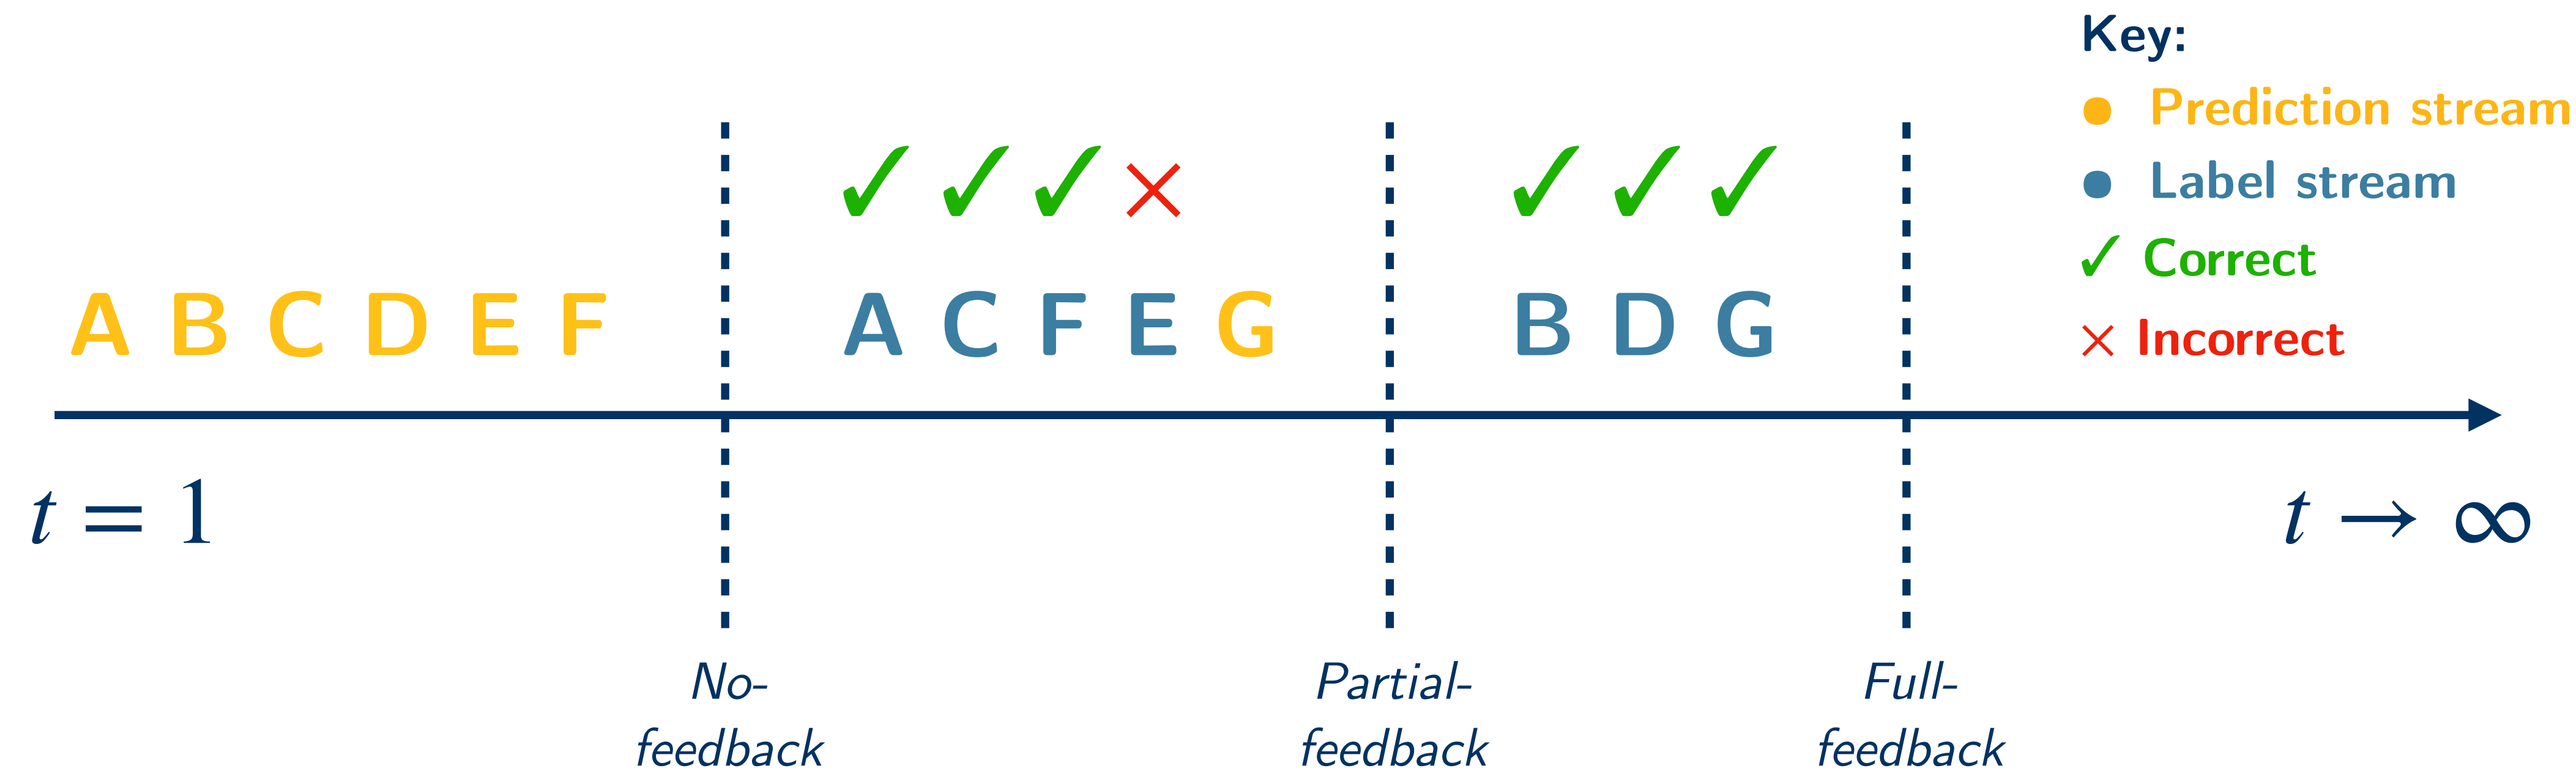 Key:
Prediction stream
Label stream
✓ Correct
× Incorrect
✓ ✓ ✓ × ✓ ✓ ✓
A B C D E F A C F E G B D G
t = 1 t → ∞
No-
feedback
Partial-
feedback
Full-
feedback